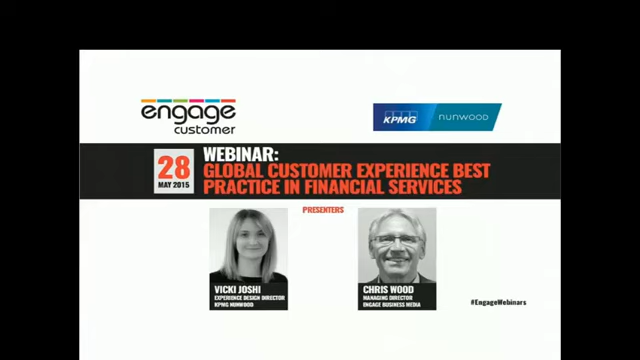 engage
customer
KPMG nunwood
28
MAY 2015
WEBINAR:
GLOBAL CUSTOMER EXPERIENCE BEST
PRACTICE IN FINANCIAL SERVICES
PRESENTERS
VICKI JOSHI
EXPERIENCE DESIGN DIRECTOR
KPMG NUNWOOD
CHRIS WOOD
MANAGING DIRECTOR
ENGAGE BUSINESS MEDIA
#EngageWebinars